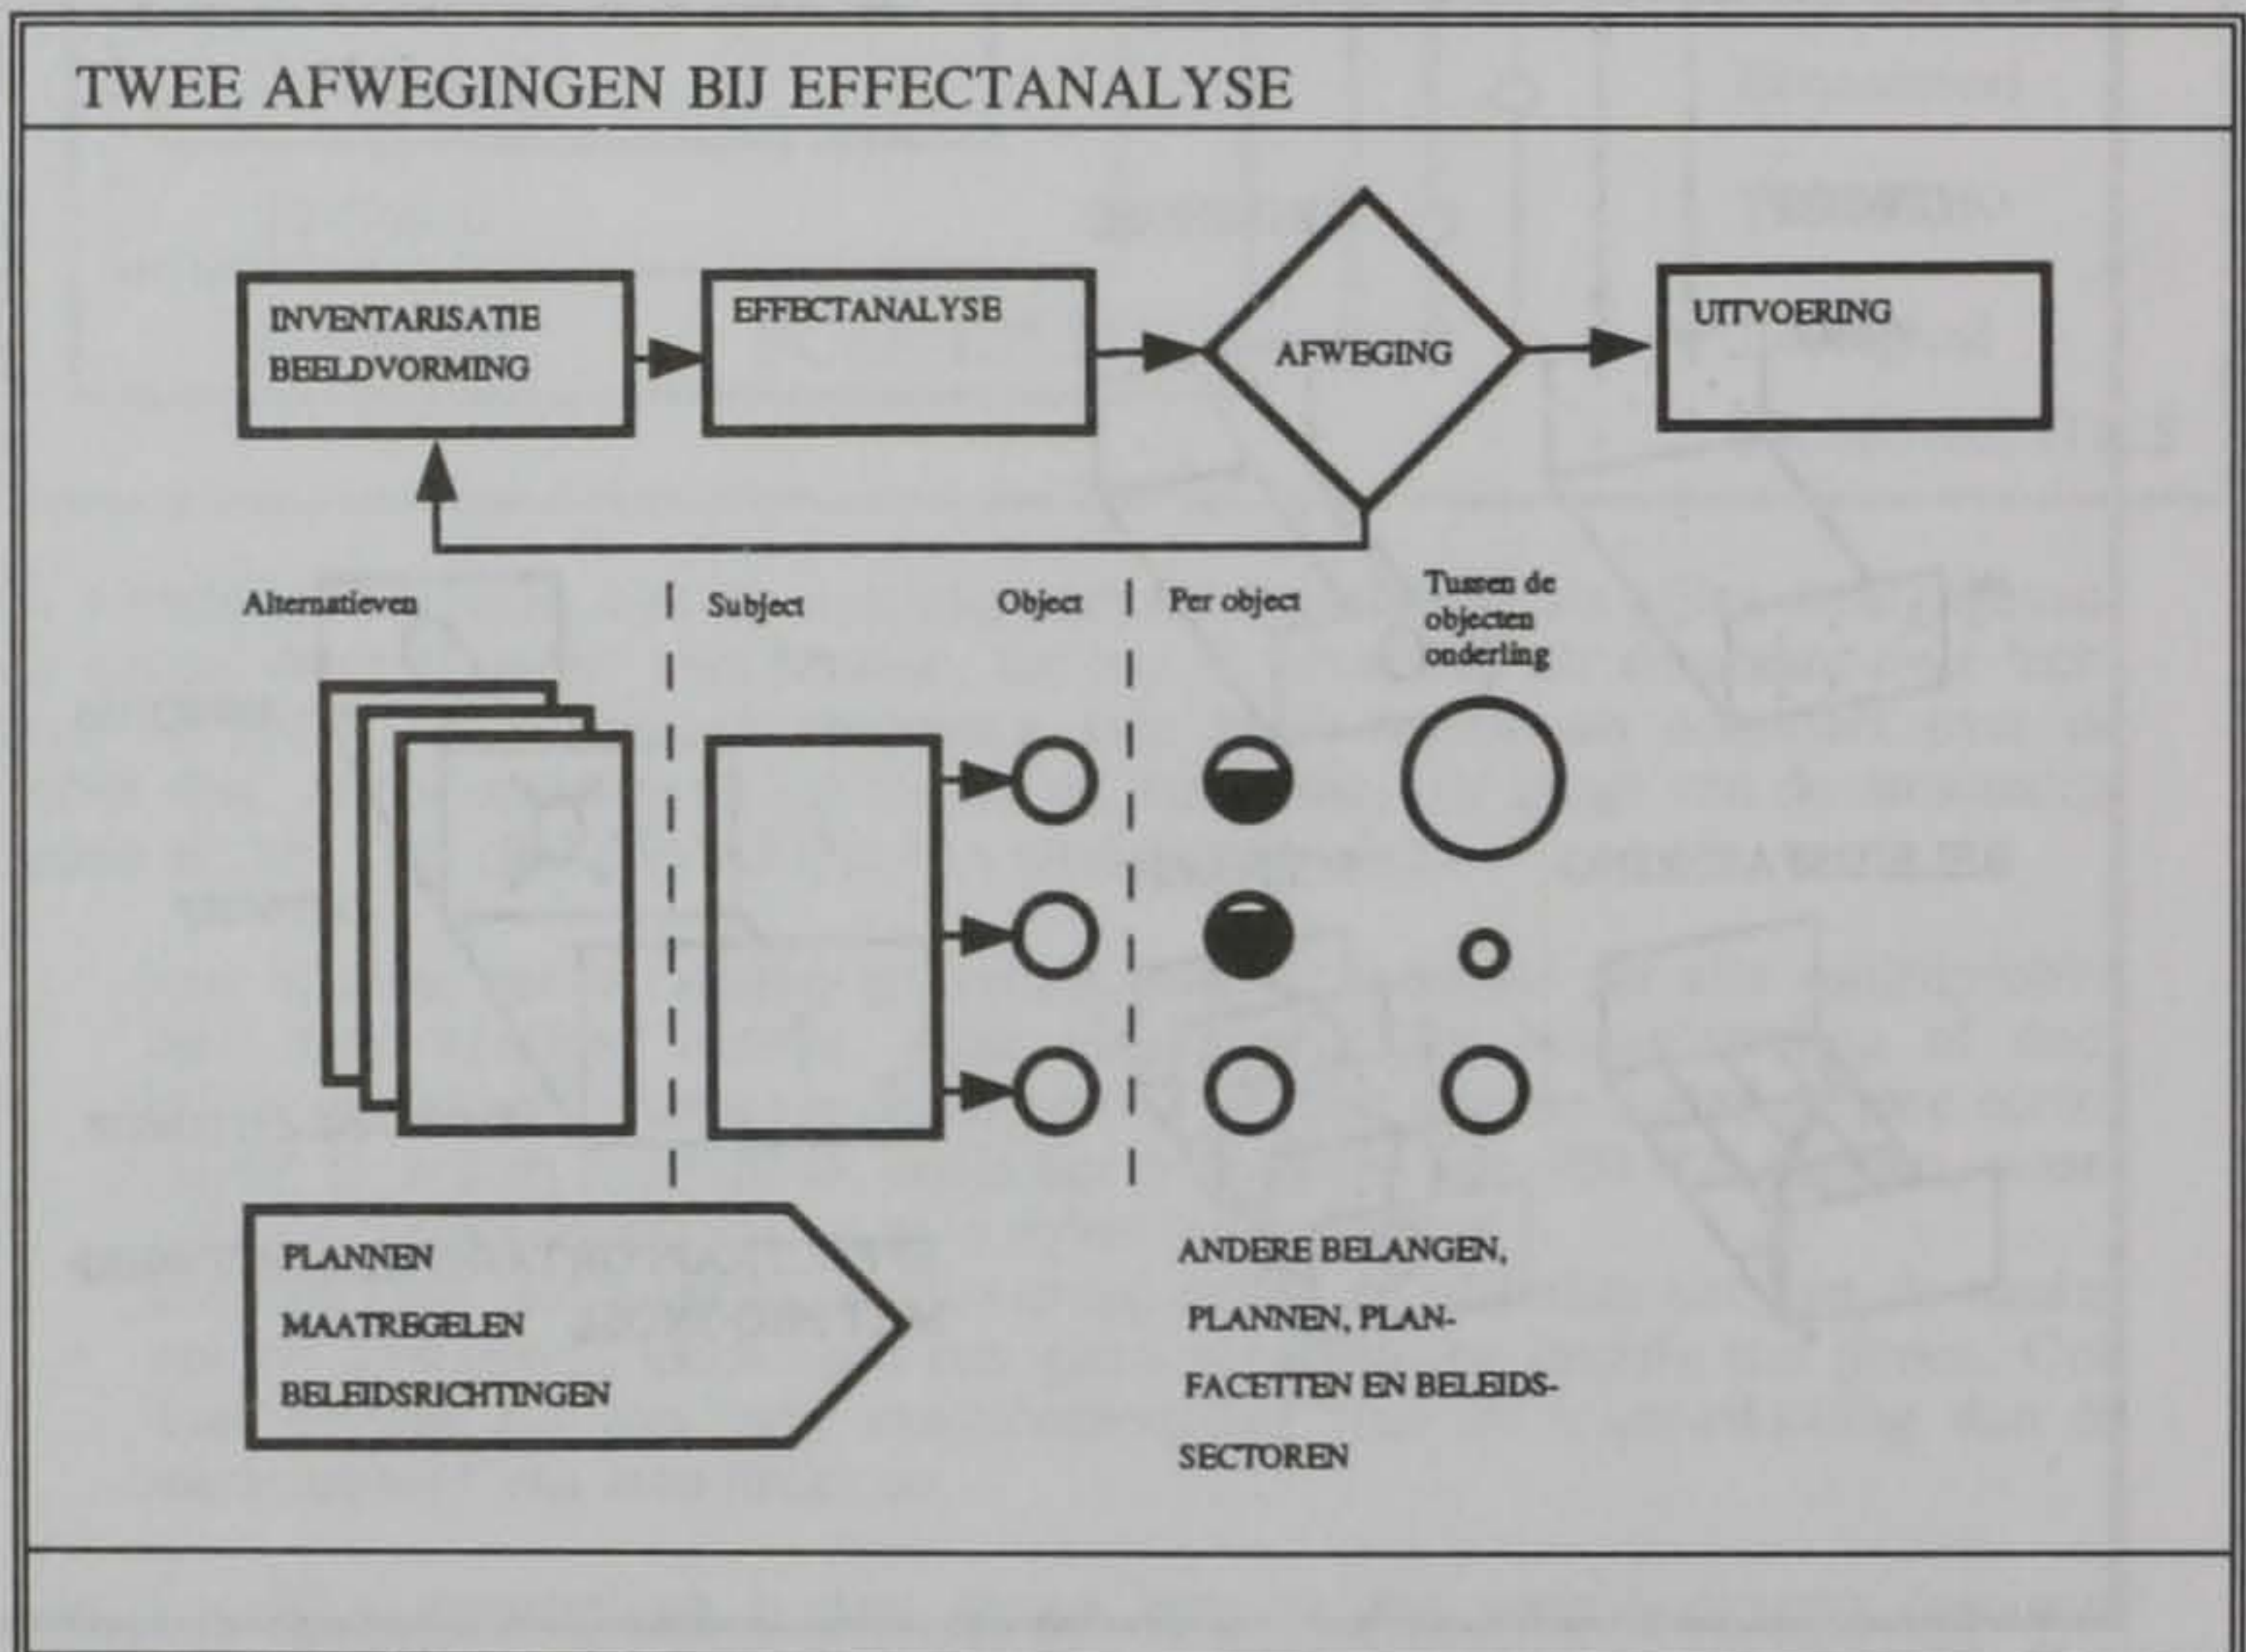 TWEE AFWEGINGEN BIJ EFFECTANALYSE
INVENTARISATIE
BEELDVORMING
EFFECTANALYSE
AFWEGING
UITVOERING
Alternatieven
Subject
Object
Per object
Tussen de
objecten
onderling
PLANNEN
MAATREGELEN
BELEIDSRICHTINGEN
ANDERE BELANGEN,
PLANNEN, PLAN-
FACETTEN EN BELEIDS-
SECTOREN